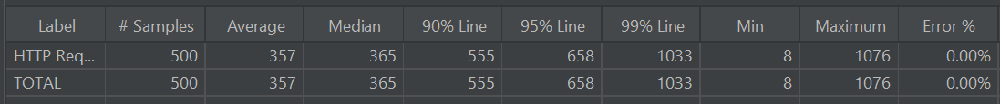 Label # Samples Average Median 90% Line 95% Line 99% Line Min Maximum Error %
HTTP Req... 500 357 365 555 658 1033 8 1076 0.00%
TOTAL 500 357 365 555 658 1033 8 1076 0.00%